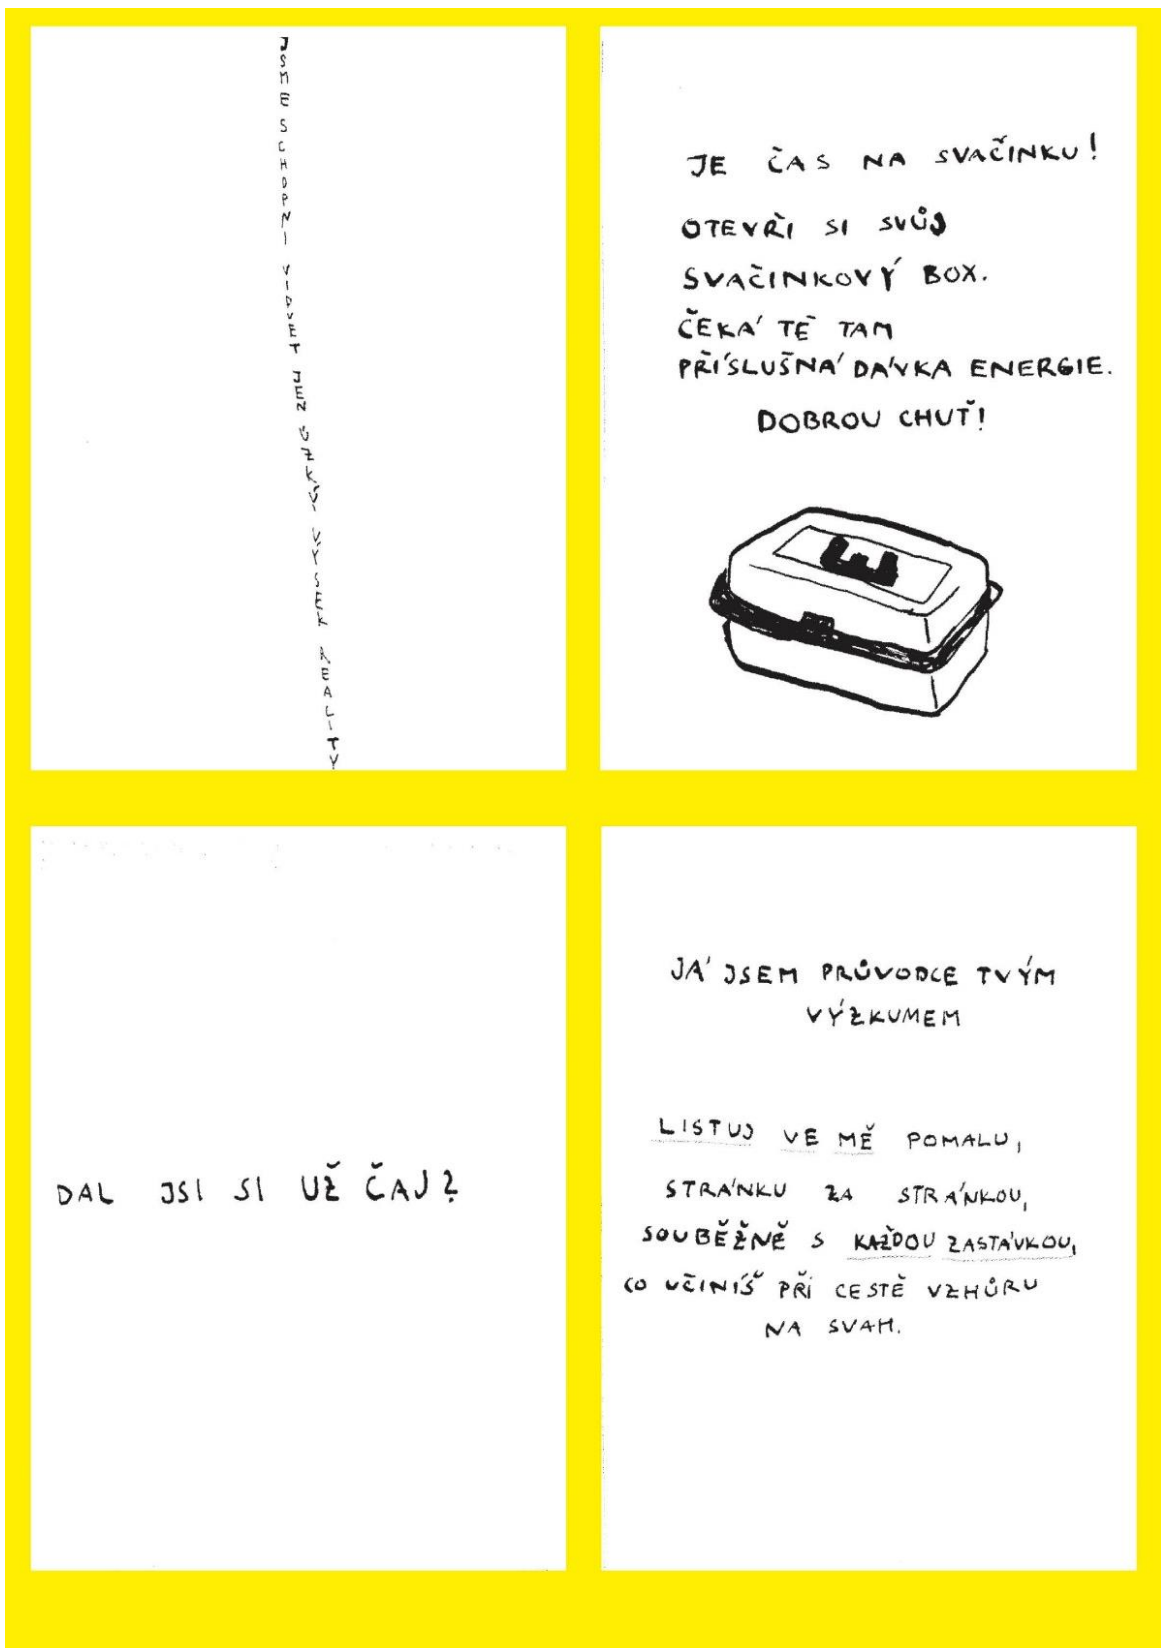 JSME SCHOPNI VIDVET JEN ÚZKÝ VÝSEK REALITY
JE ČAS NA SVAČINKU!
OTEVŘI SI SVŮJ
SVAČINKOVÝ BOX.
ČEKÁ TĚ TAM
PŘÍSLUŠNÁ DÁVKA ENERGIE.
DOBROU CHUŤ!
DAL JSI SI UŽ ČAJ?
JÁ JSEM PRŮVODCE TVÝM
VÝZKUMEM
LISTUJ VE MĚ POMALU,
STRÁNKU ZA STRÁNKOU,
SOUBĚŽNĚ S KAŽDOU ZASTÁVKOU,
CO UČINÍŠ PŘI CESTĚ VZHŮRU
NA SVAH.